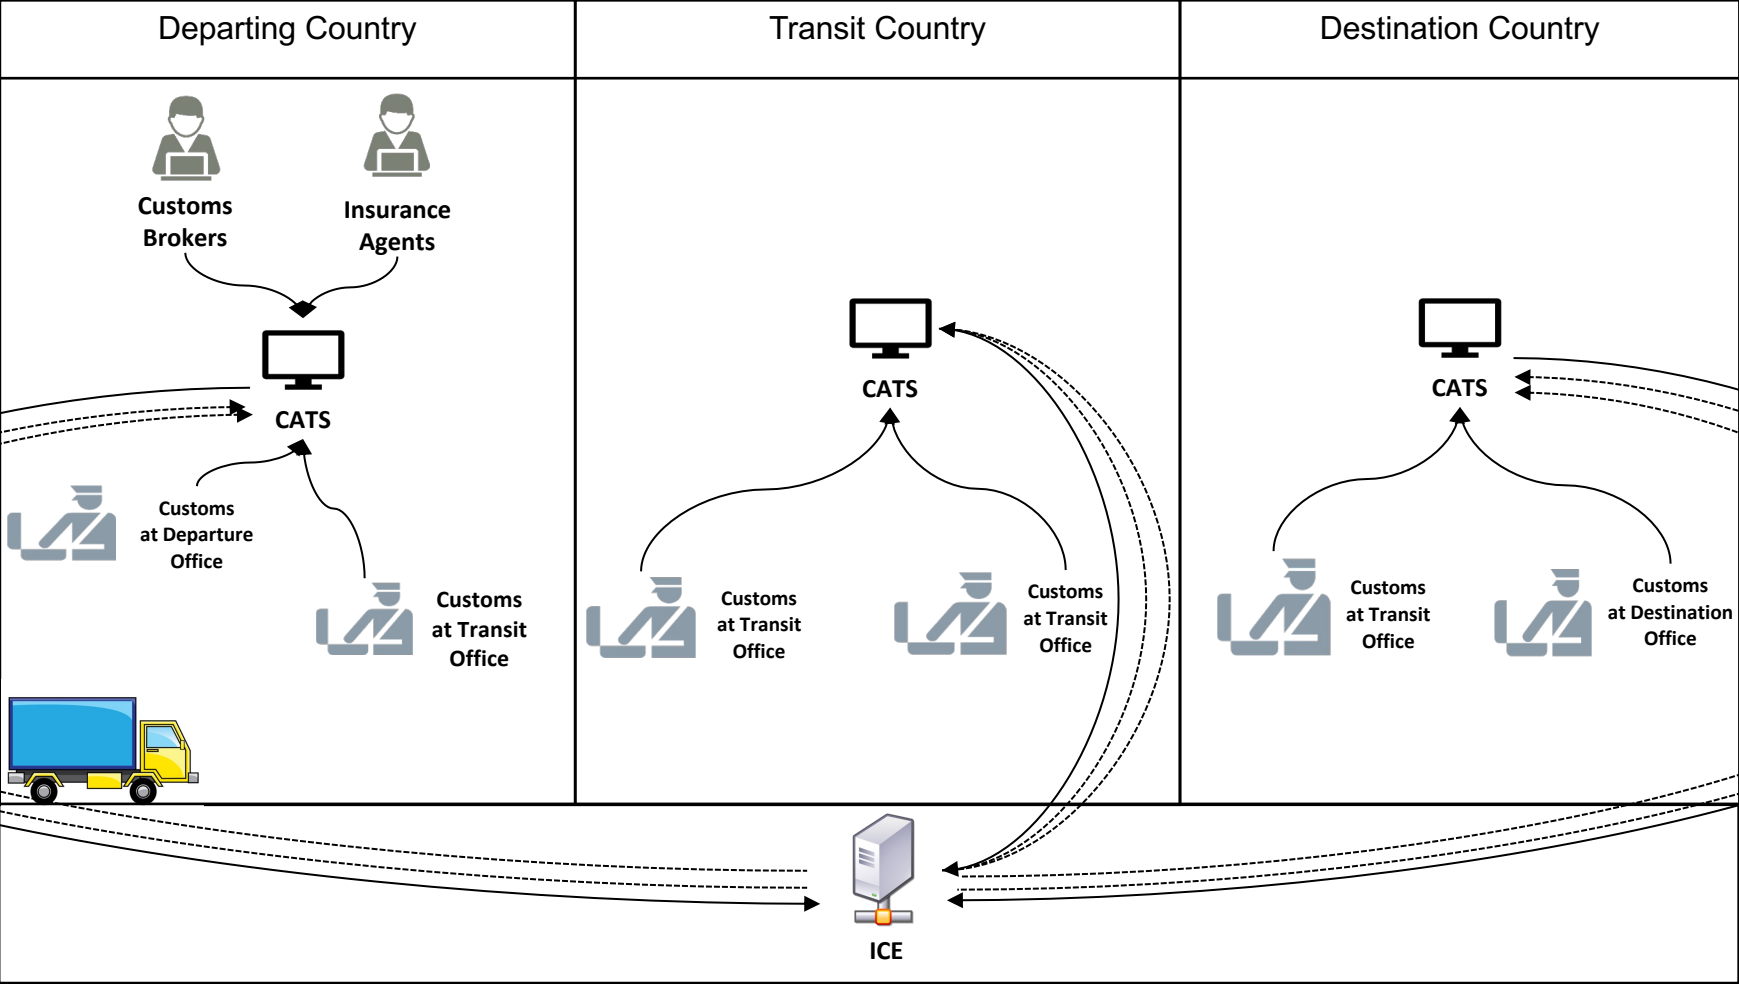 Departing Country
Transit Country
Destination Country
Customs
Brokers
Insurance
Agents
CATS
Customs
at Departure
Office
Customs
at Transit
Office
CATS
Customs
at Transit
Office
Customs
at Transit
Office
CATS
Customs
at Transit
Office
Customs
at Destination
Office
ICE